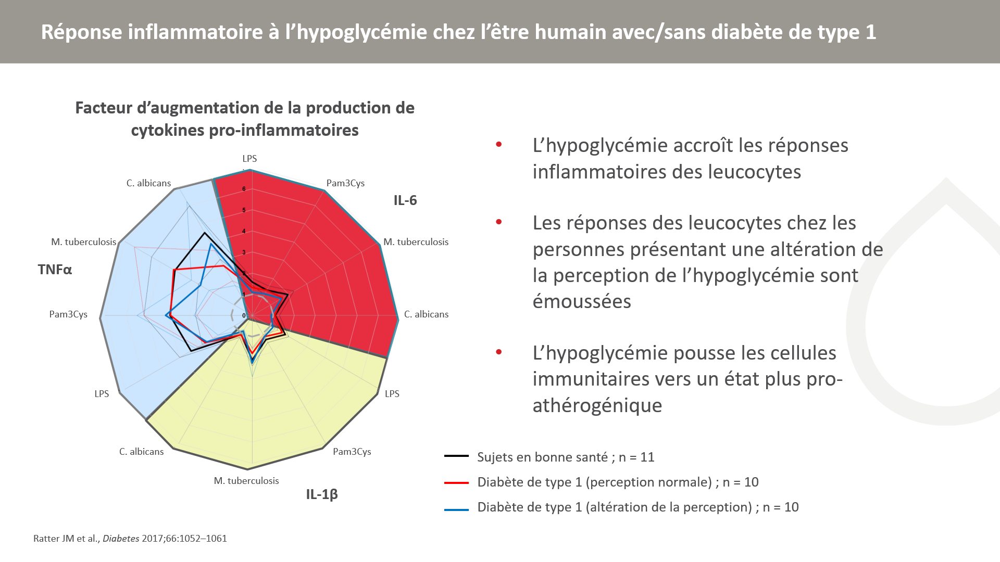 Réponse inflammatoire à l’hypoglycémie chez l’être humain avec/sans diabète de type 1
Facteur d’augmentation de la production de
cytokines pro-inflammatoires
LPS
Pam3Cys
IL-6
M. tuberculosis
C. albicans
LPS
Pam3Cys
M. tuberculosis
IL-1β
C. albicans
LPS
Pam3Cys
TNFα
M. tuberculosis
C. albicans
6
5
4
3
2
1
0
• L’hypoglycémie accroît les réponses
inflammatoires des leucocytes
• Les réponses des leucocytes chez les
personnes présentant une altération de
la perception de l’hypoglycémie sont
émoussées
• L’hypoglycémie pousse les cellules
immunitaires vers un état plus pro-
athérogénique
Sujets en bonne santé ; n = 11
Diabète de type 1 (perception normale) ; n = 10
Diabète de type 1 (altération de la perception) ; n = 10
Ratter JM et al., Diabetes 2017;66:1052–1061